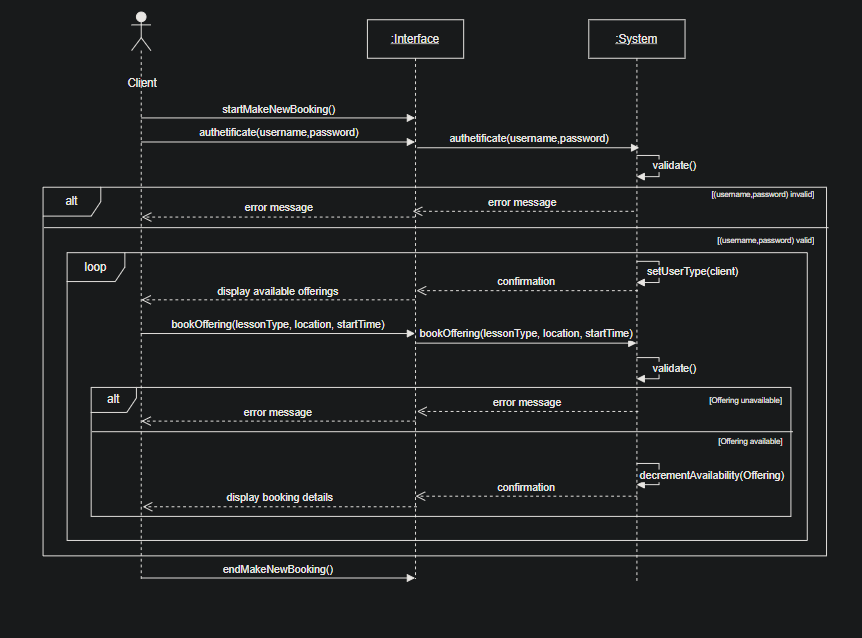 :Interface
:System
Client
startMakeNewBooking()
authetificate(username,password)
authetificate(username,password)
validate()
alt
[(username,password) invalid]
error message
error message
[(username,password) valid]
loop
setUserType(client)
confirmation
display available offerings
bookOffering(lessonType, location, startTime)
bookOffering(lessonType, location, startTime)
validate()
alt
[Offering unavailable]
error message
error message
[Offering available]
decrementAvailability(Offering)
confirmation
display booking details
endMakeNewBooking()